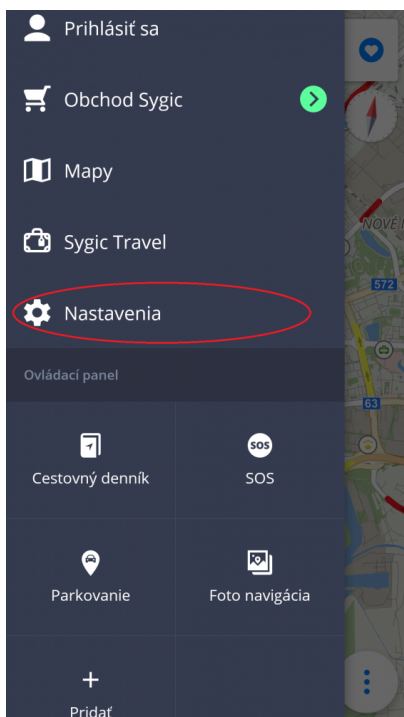 Prihlásiť sa
Obchod Sygic
Mapy
Sygic Travel
Nastavenia
Ovládací panel
Cestovný denník
SOS
SOS
Parkovanie
Foto navigácia
Pridať
572
63